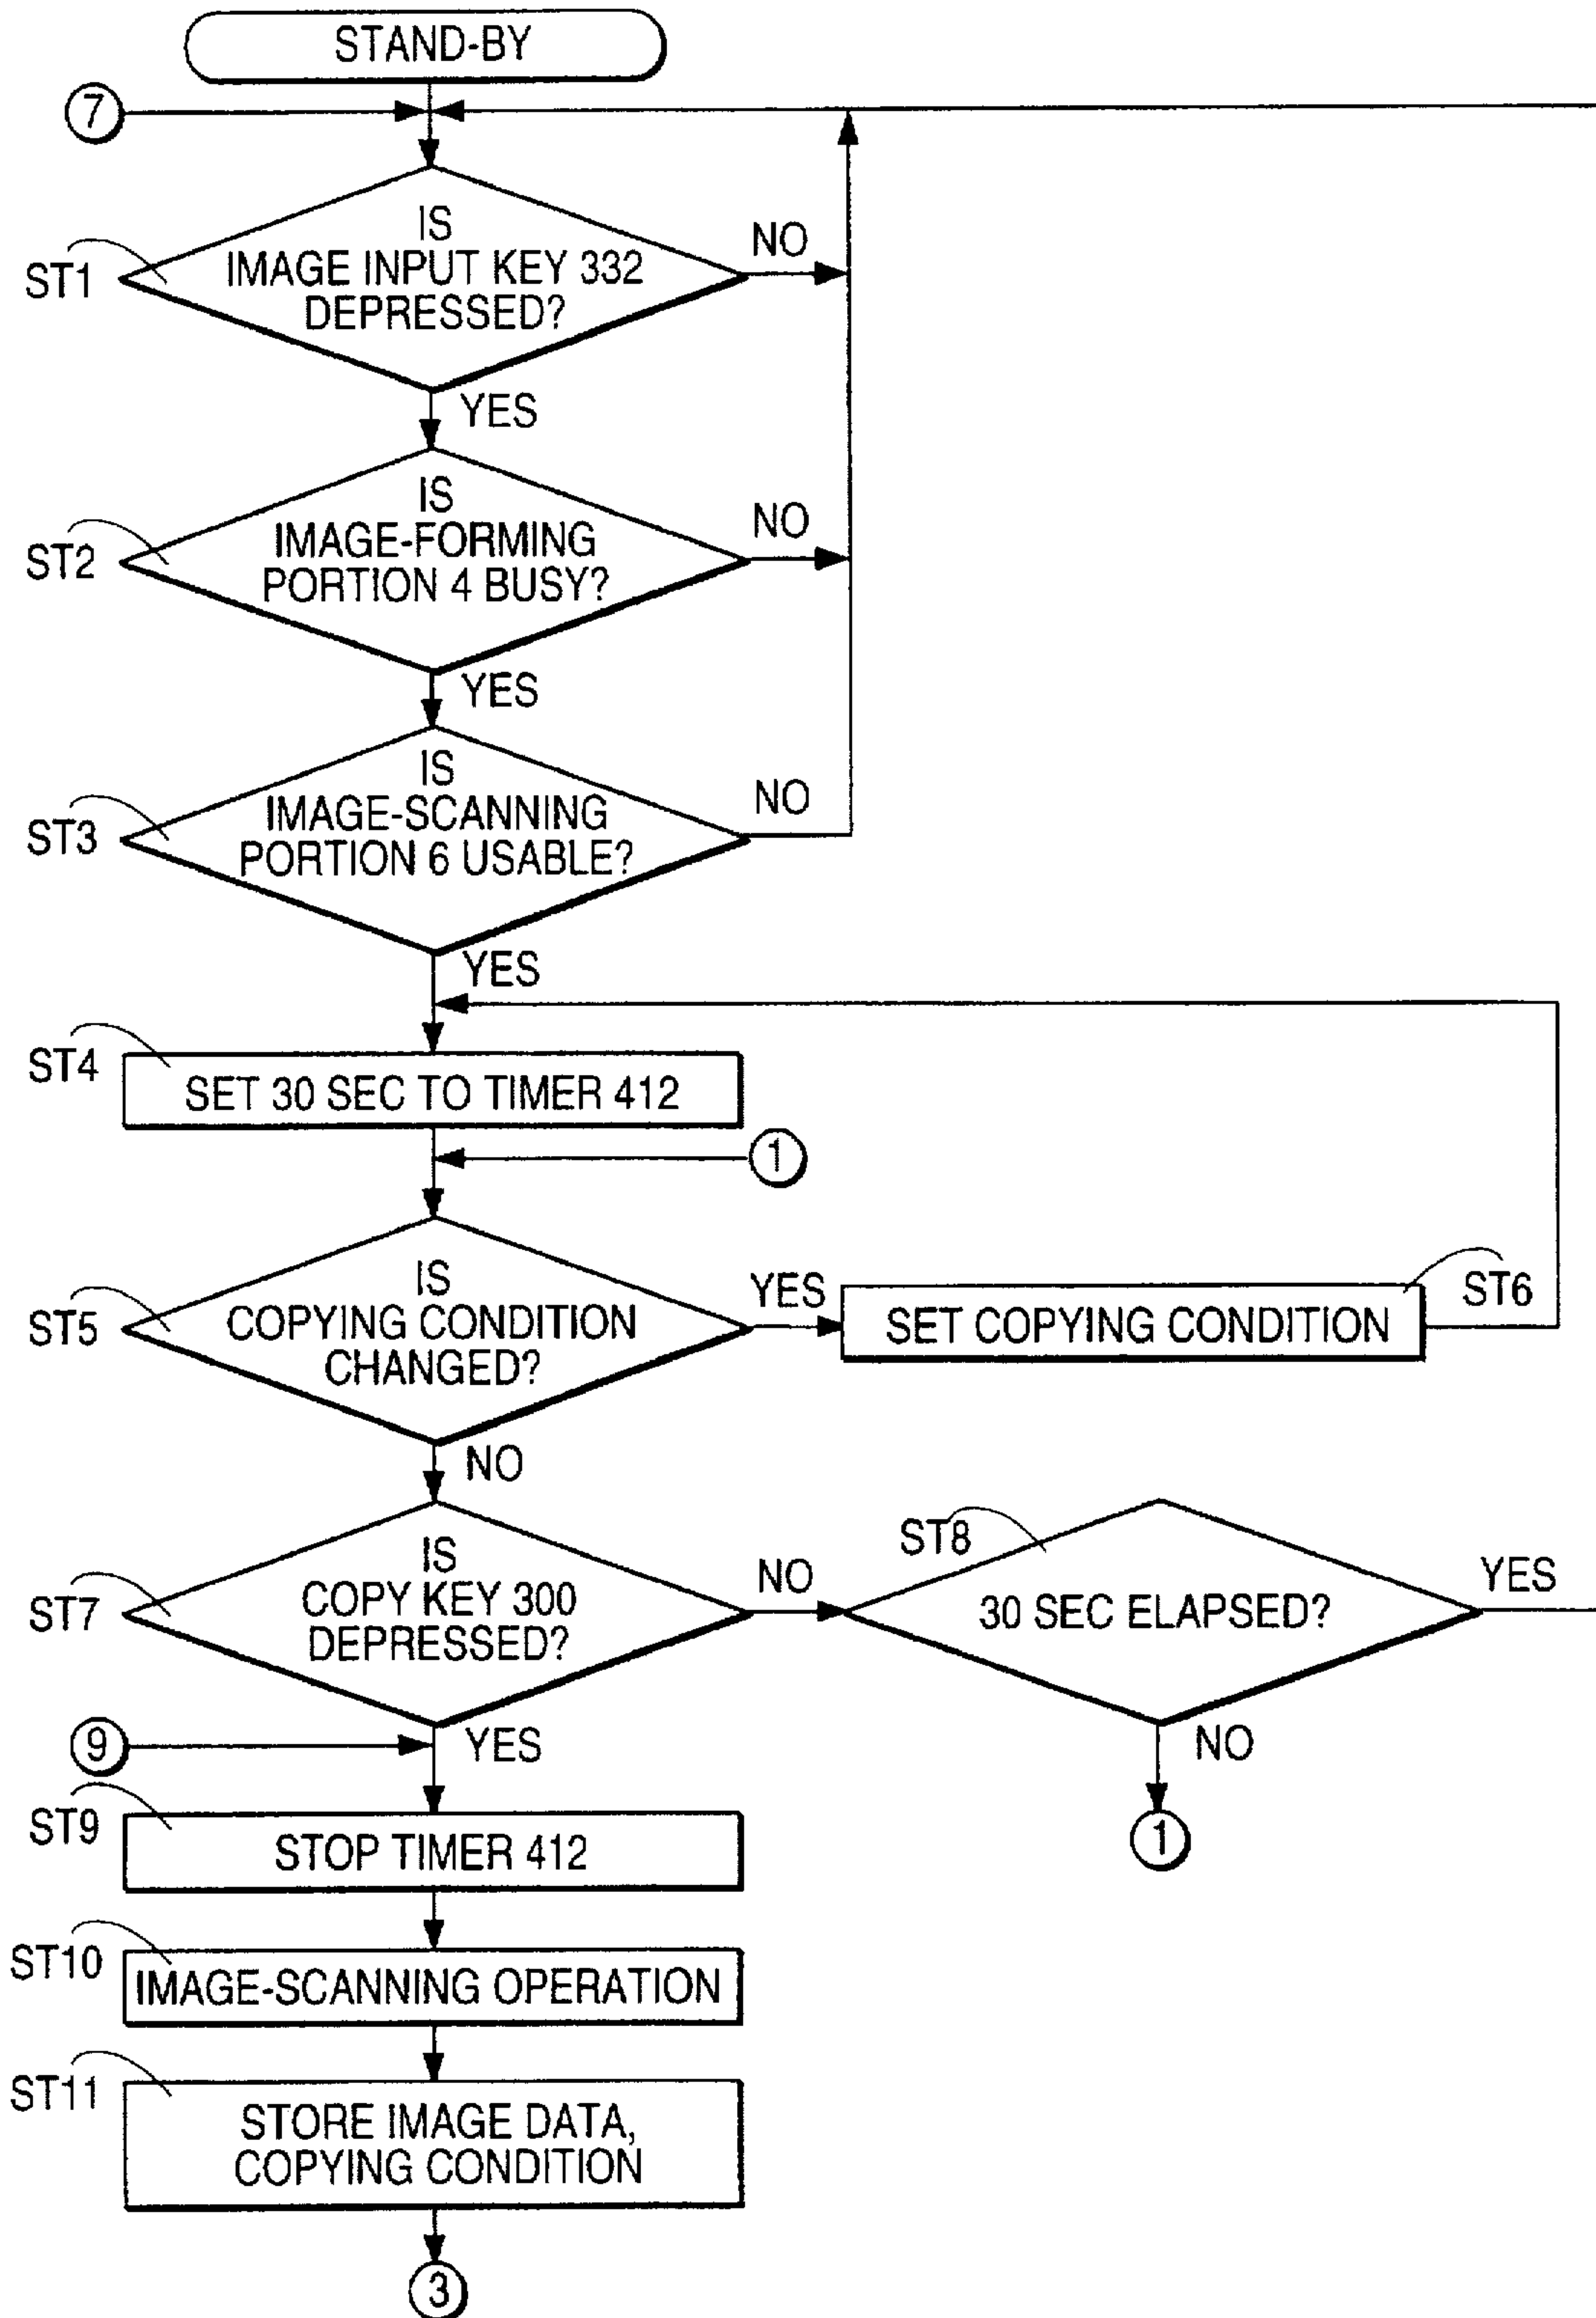 STAND-BY
7
IS
IMAGE INPUT KEY 332
DEPRESSED?
ST1
NO
YES
IS
IMAGE-FORMING
PORTION 4 BUSY?
ST2
NO
YES
IS
IMAGE-SCANNING
PORTION 6 USABLE?
ST3
NO
YES
ST4
SET 30 SEC TO TIMER 412
1
IS
COPYING CONDITION
CHANGED?
ST5
YES
SET COPYING CONDITION
ST6
NO
IS
COPY KEY 300
DEPRESSED?
ST7
NO
ST8
30 SEC ELAPSED?
YES
NO
1
9
YES
ST9
STOP TIMER 412
ST10
IMAGE-SCANNING OPERATION
ST11
STORE IMAGE DATA,
COPYING CONDITION
3